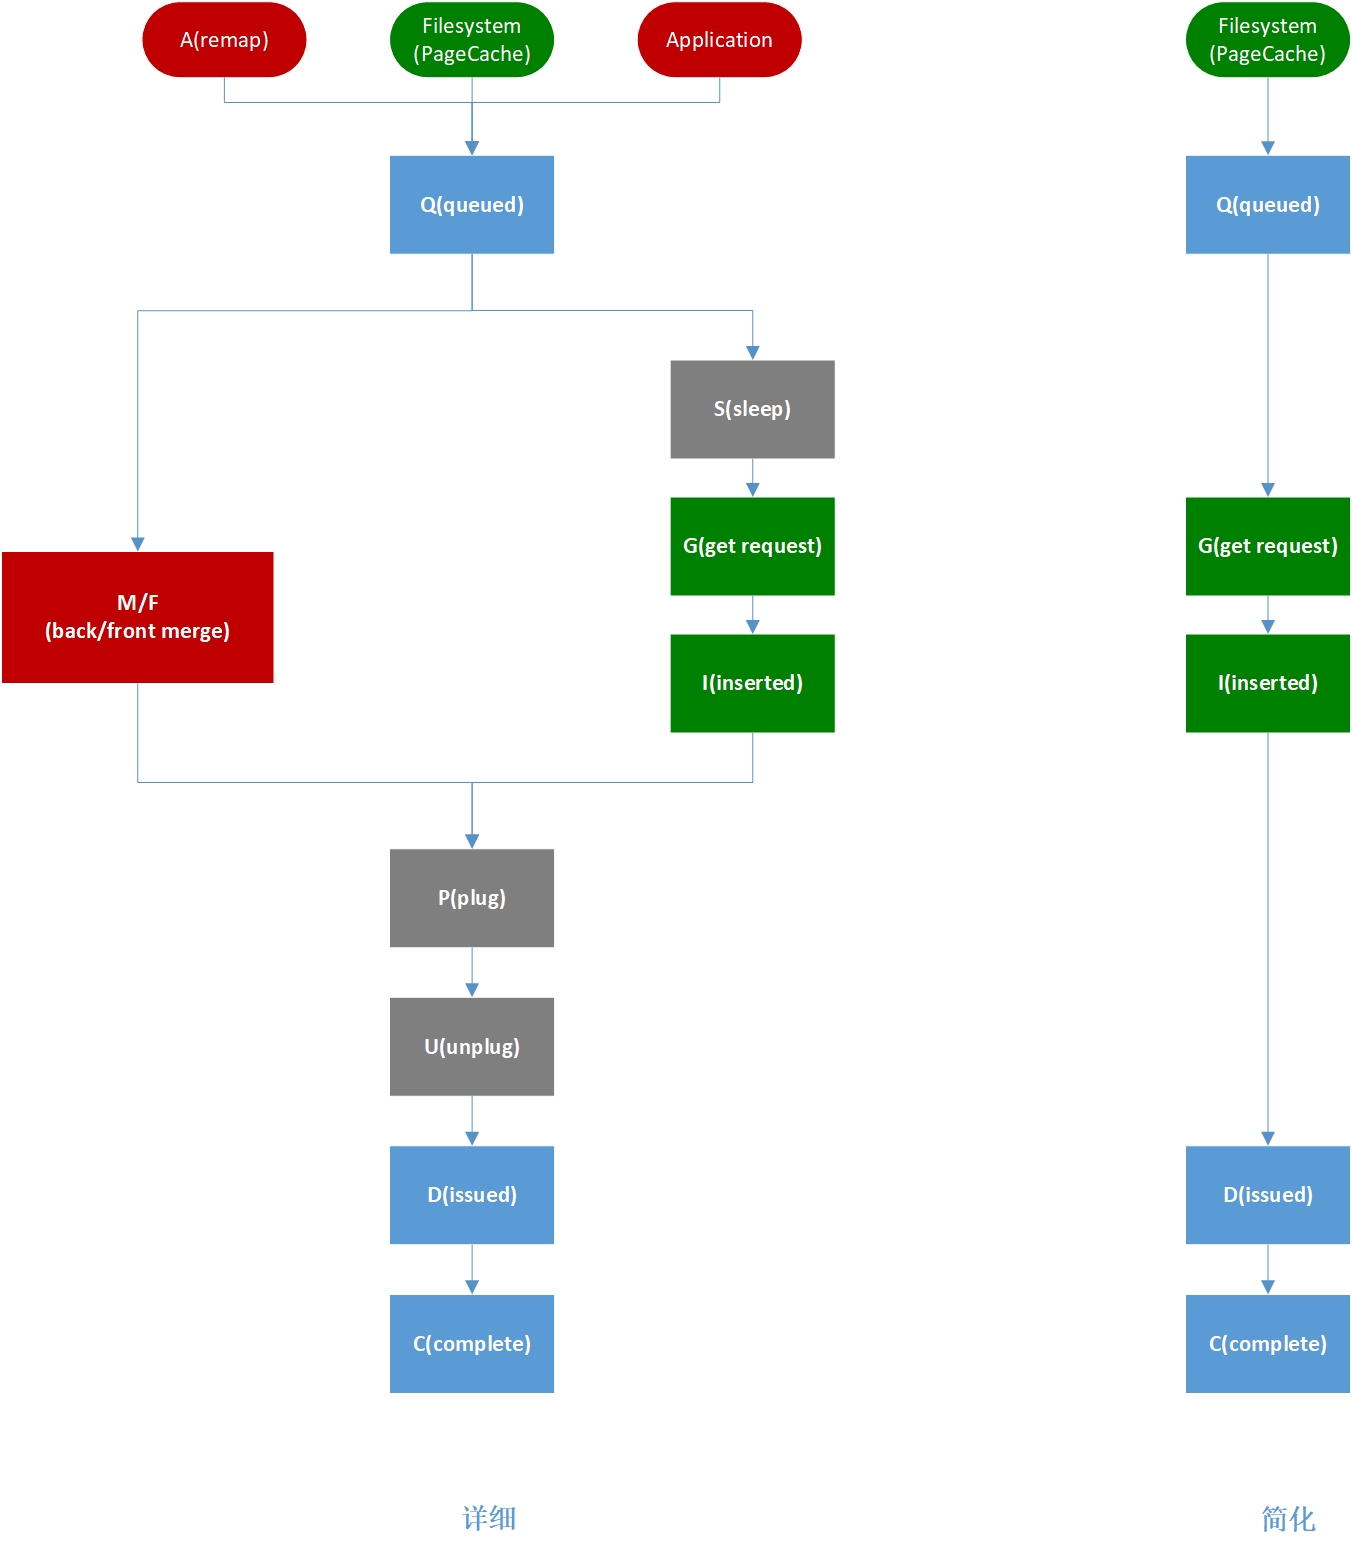 A(remap)
Filesystem
(PageCache)
Application
Q(queued)
S(sleep)
G(get request)
M/F
(back/front merge)
I(inserted)
P(plug)
U(unplug)
D(issued)
C(complete)
详细
Filesystem
(PageCache)
Q(queued)
G(get request)
I(inserted)
D(issued)
C(complete)
简化